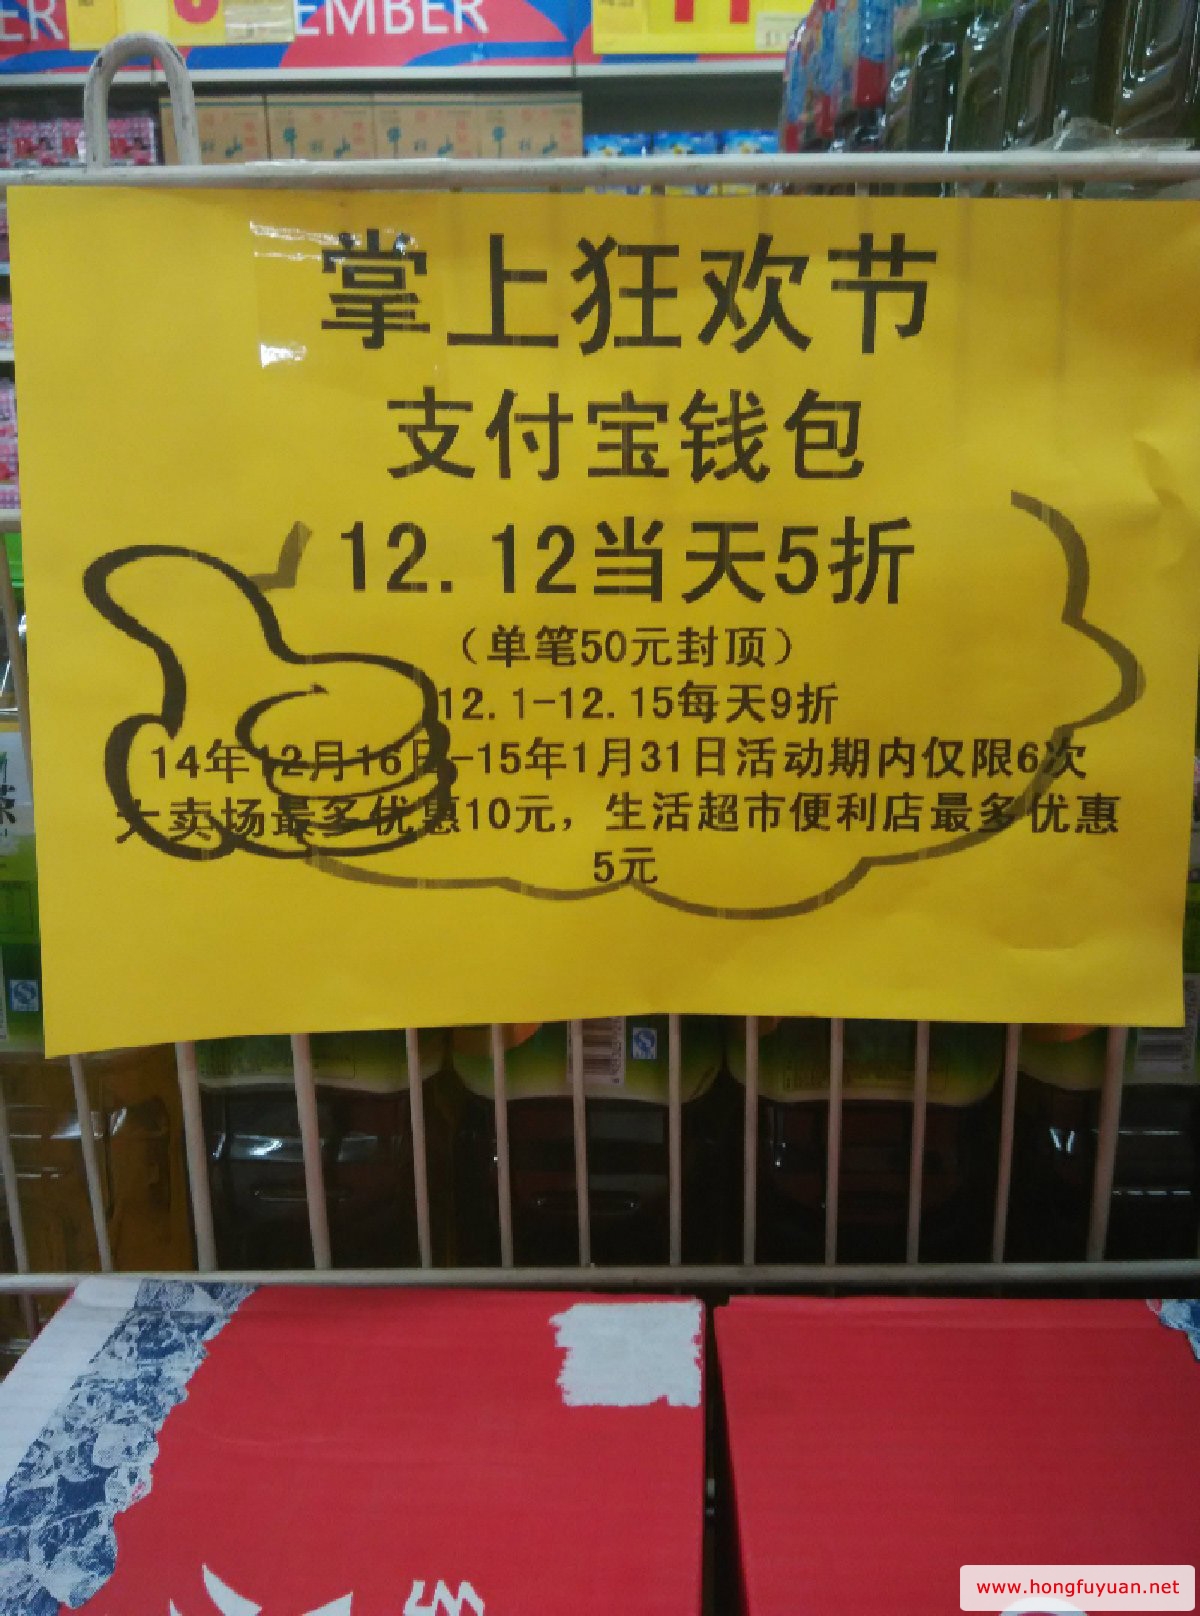 EMBER
掌上狂欢节
支付宝钱包
12.12当天5折
（单笔50元封顶）
12.1-12.15每天9折
14年12月16日-15年1月31日活动期内仅限6次
大卖场最多优惠10元，生活超市便利店最多优惠
5元
www.hongfuyuan.net